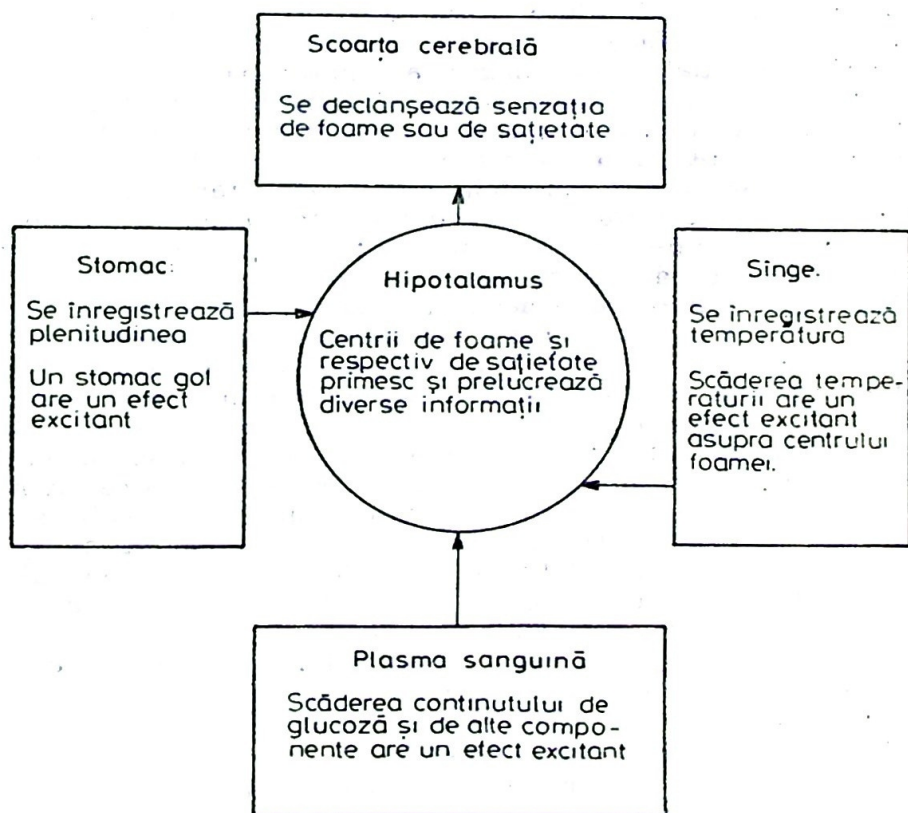 Scoarța cerebrală
Se declanșează senzația
de foame sau de sațietate
Stomac:
Se înregistrează
plenitudinea
Un stomac gol
are un efect
excitant
Hipotalamus
Centrii de foame și
respectiv de sațietate
primesc și prelucrează
diverse informații
Sînge.
Se înregistrează
temperatura
Scăderea tempe-
raturii are un
efect excitant
asupra centrului
foamei.
Plasma sanguină
Scăderea continutului de
glucoză și de alte compo-
nente are un efect excitant